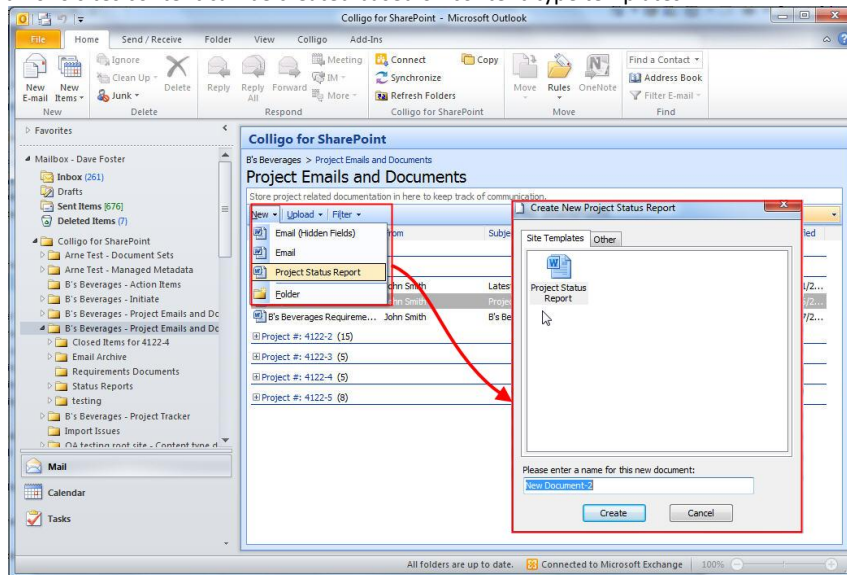 Colligo for SharePoint - Microsoft Outlook
File Home Send / Receive Folder View Colligo Add-Ins
Ignore
Clean Up
Junk
New E-mail
New Items
Delete
Reply
Reply All
Forward
Meeting
IM
More
Connect
Copy
Synchronize
Refresh Folders
Move
Rules
OneNote
Find a Contact
Address Book
Filter E-mail
New Delete Respond Colligo for SharePoint Move Find
Favorites
Mailbox - Dave Foster
Inbox (261)
Drafts
Sent Items [676]
Deleted Items (7)
Colligo for SharePoint
Arne Test - Document Sets
Arne Test - Managed Metadata
B's Beverages - Action Items
B's Beverages - Initiate
B's Beverages - Project Emails and Dc
B's Beverages - Project Emails and Dc
Closed Items for 4122-4
Email Archive
Requirements Documents
Status Reports
testing
B's Beverages - Project Tracker
Import Issues
QA testing root site - Content type d
Mail
Calendar
Tasks
Colligo for SharePoint
B's Beverages > Project Emails and Documents
Project Emails and Documents
Store project related documentation in here to keep track of communication.
New Upload Filter
Email (Hidden Fields)
Email
Project Status Report
Folder
From
Subje
John Smith Lates
John Smith Proje
B's Beverages Requireme... John Smith B's Be
Project #: 4122-2 (15)
Project #: 4122-3 (5)
Project #: 4122-4 (5)
Project #: 4122-5 (8)
Create New Project Status Report
Site Templates Other
Project Status
Report
Please enter a name for this new document:
New Document-2
Create Cancel
All folders are up to date. Connected to Microsoft Exchange 100%